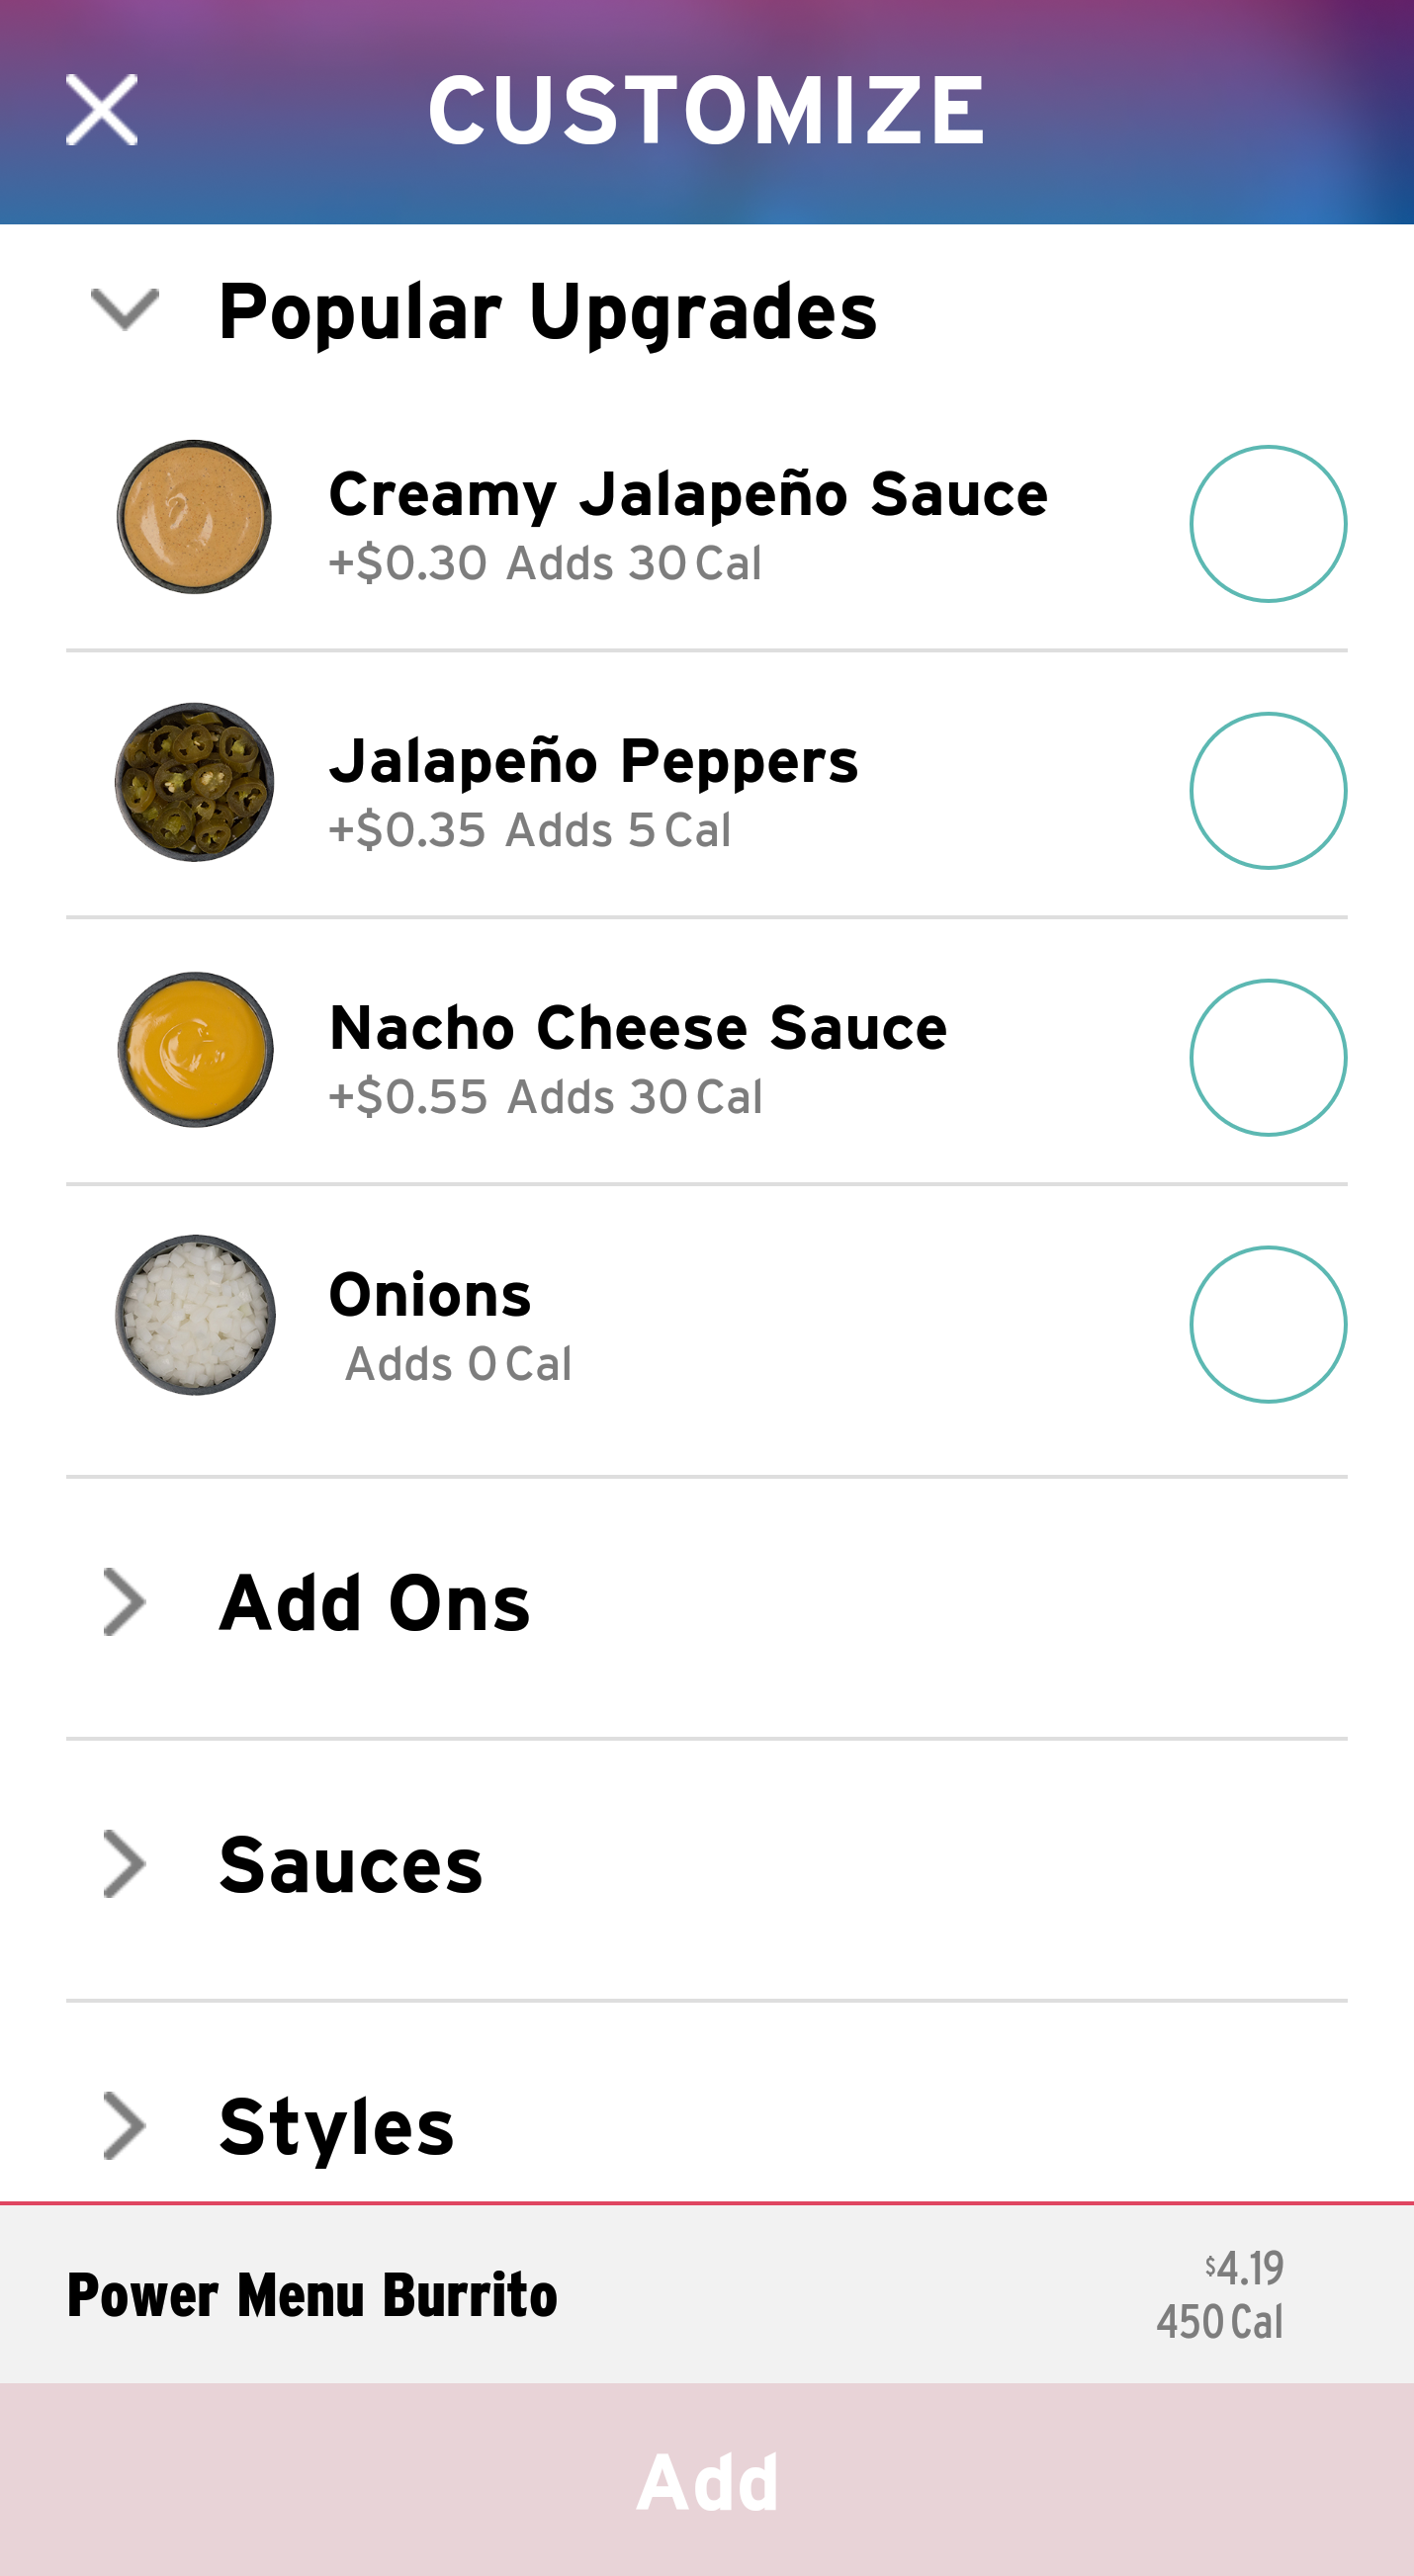 CUSTOMIZE
Popular Upgrades
Creamy Jalapeño Sauce
+$0.30 Adds 30 Cal
Jalapeño Peppers
+$0.35 Adds 5 Cal
Nacho Cheese Sauce
+$0.55 Adds 30 Cal
Onions
Adds 0 Cal
Add Ons
Sauces
Styles
Power Menu Burrito
$4.19
450 Cal
Add